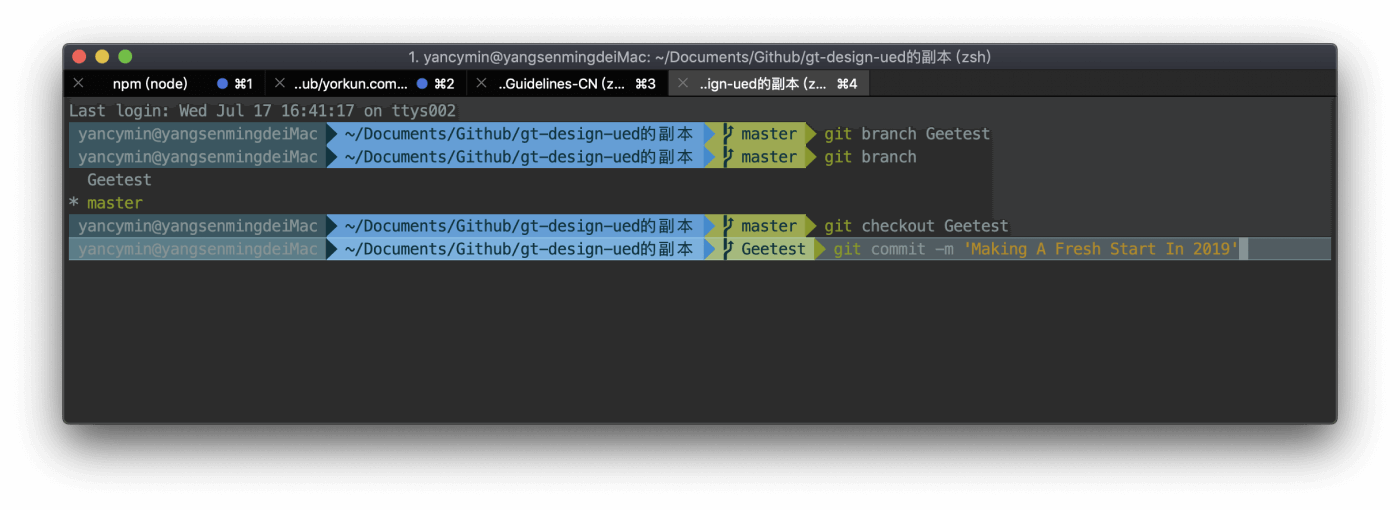 1. yancymin@yangsenmingdeiMac: ~/Documents/Github/gt-design-ued的副本 (zsh)
npm (node) ⌘1 ..ub/yorkun.com... ⌘2 ..Guidelines-CN (z... ⌘3 ..ign-ued的副本 (z... ⌘4
Last login: Wed Jul 17 16:41:17 on ttys002
yancymin@yangsenmingdeiMac ~/Documents/Github/gt-design-ued的副本 master git branch Geetest
yancymin@yangsenmingdeiMac ~/Documents/Github/gt-design-ued的副本 master git branch
Geetest
* master
yancymin@yangsenmingdeiMac ~/Documents/Github/gt-design-ued的副本 master git checkout Geetest
yancymin@yangsenmingdeiMac ~/Documents/Github/gt-design-ued的副本 Geetest git commit -m 'Making A Fresh Start In 2019'